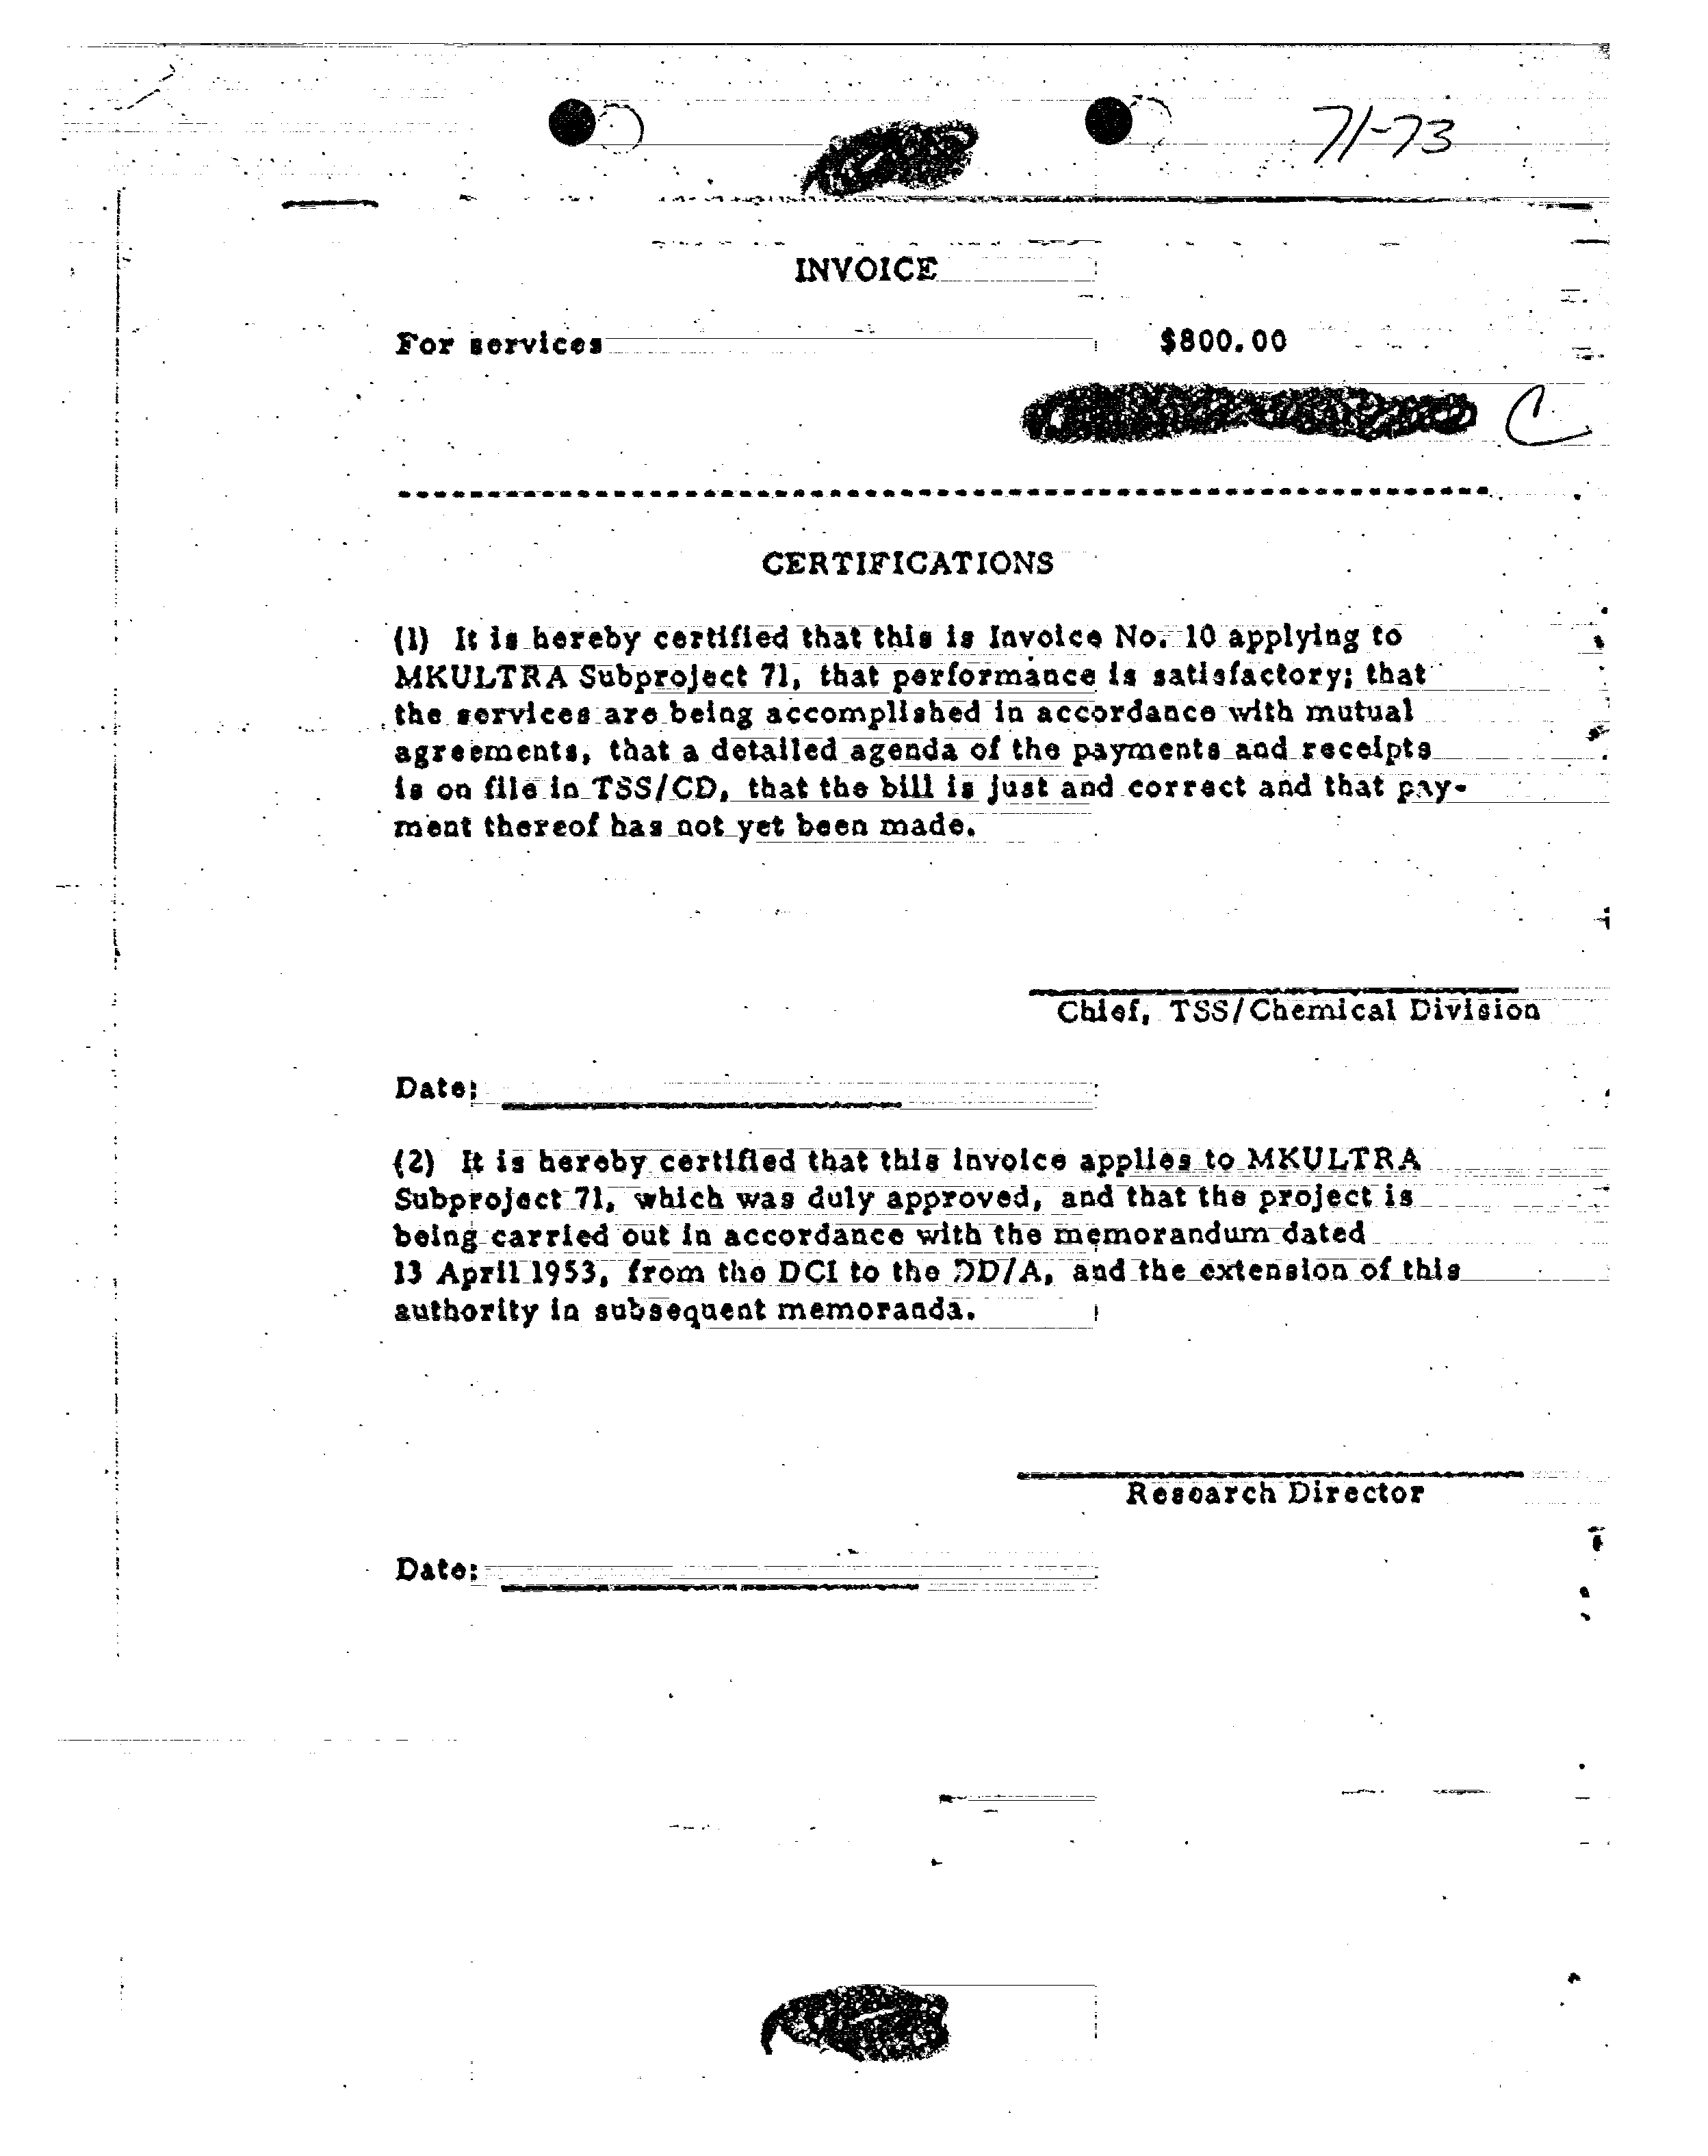 71-73
INVOICE
For services $800.00
C
CERTIFICATIONS
(1) It is hereby certified that this is Invoice No. 10 applying to
MKULTRA Subproject 71, that performance is satisfactory; that
the services are being accomplished in accordance with mutual
agreements, that a detailed agenda of the payments and receipts
is on file in TSS/CD, that the bill is just and correct and that pay-
ment thereof has not yet been made.
Chief, TSS/Chemical Division
Date:
(2) It is hereby certified that this invoice applies to MKULTRA
Subproject 71, which was duly approved, and that the project is
being carried out in accordance with the memorandum dated
13 April 1953, from the DCI to the DD/A, and the extension of this
authority in subsequent memoranda.
Research Director
Date: